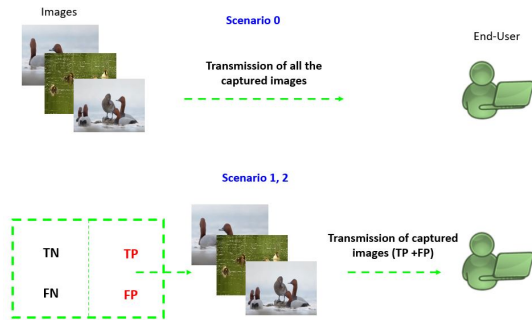 Images
Scenario 0
End-User
Transmission of all the
captured images
Scenario 1, 2
TN
TP
FN
FP
Transmission of captured
images (TP +FP)